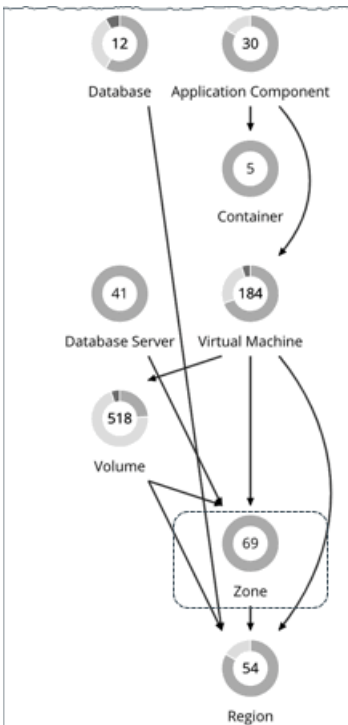 12
30
Database
Application Component
5
Container
41
184
Database Server
Virtual Machine
518
Volume
69
Zone
54
Region